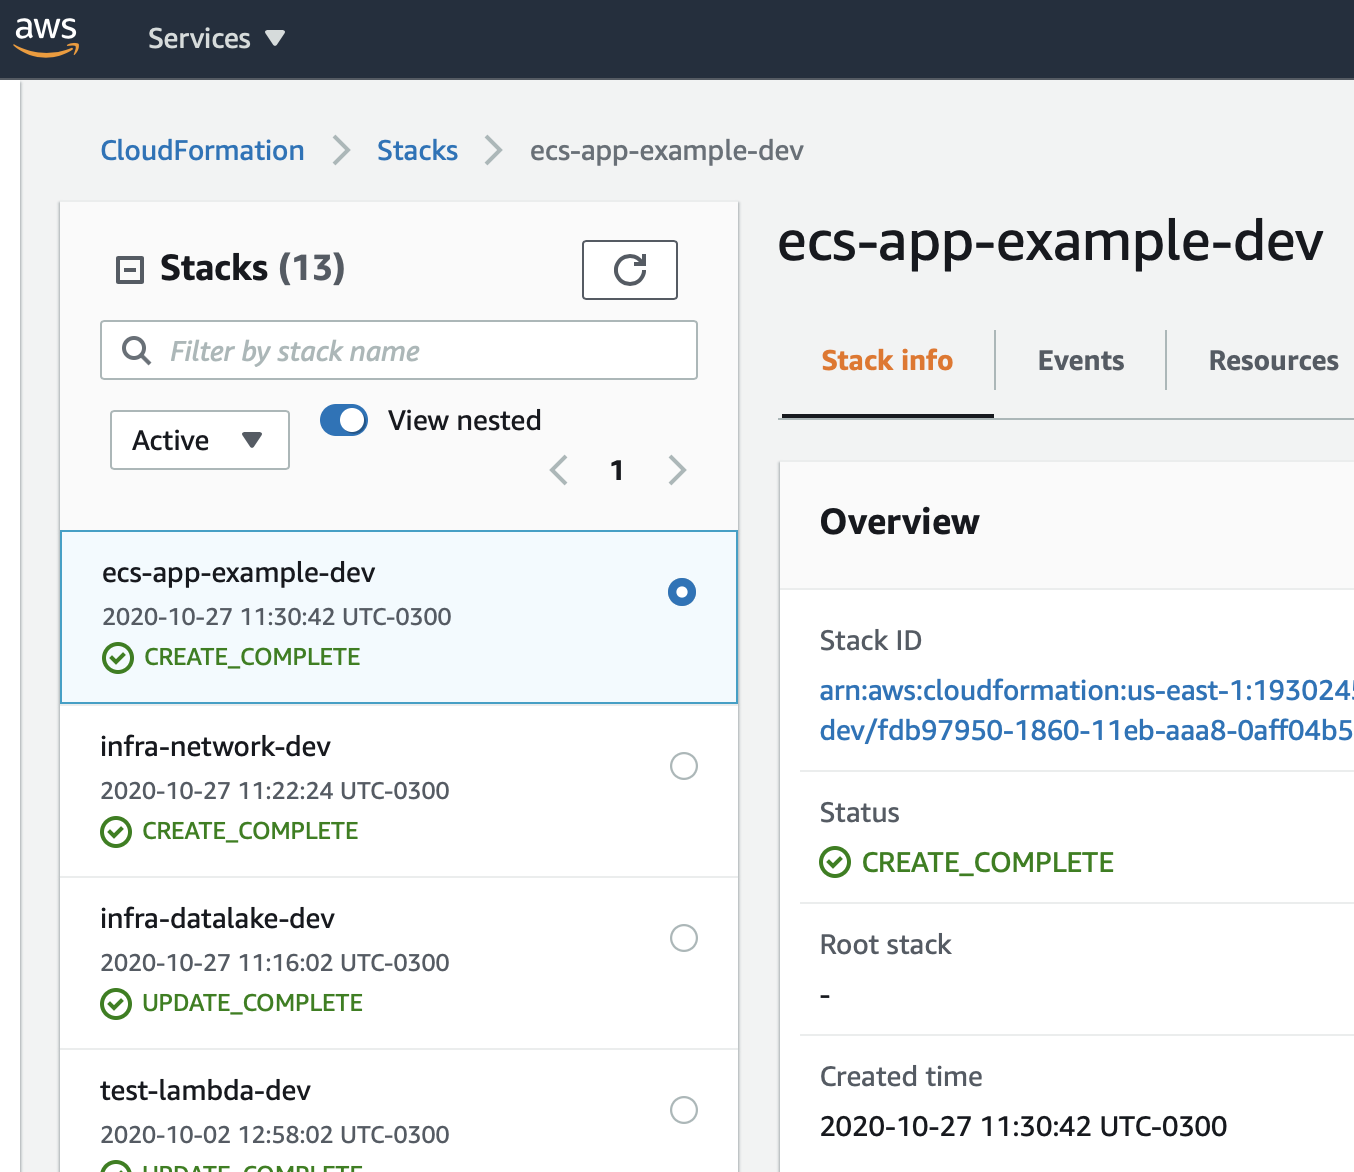 aws
Services
CloudFormation
Stacks
ecs-app-example-dev
Stacks (13)
Filter by stack name
Active
View nested
1
ecs-app-example-dev
2020-10-27 11:30:42 UTC-0300
CREATE_COMPLETE
infra-network-dev
2020-10-27 11:22:24 UTC-0300
CREATE_COMPLETE
infra-datalake-dev
2020-10-27 11:16:02 UTC-0300
UPDATE_COMPLETE
test-lambda-dev
2020-10-02 12:58:02 UTC-0300
UPDATE_COMPLETE
ecs-app-example-dev
Stack info
Events
Resources
Overview
Stack ID
arn:aws:cloudformation:us-east-1:1930245
dev/fdb97950-1860-11eb-aaa8-0aff04b5
Status
CREATE_COMPLETE
Root stack
-
Created time
2020-10-27 11:30:42 UTC-0300